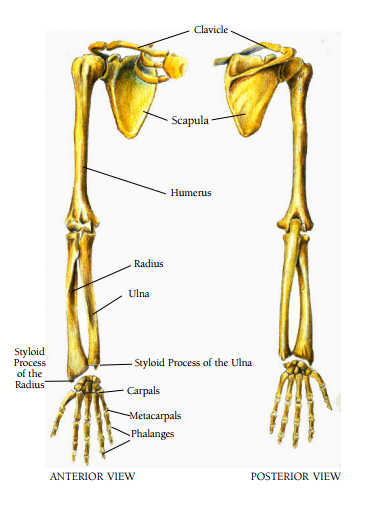 Clavicle
Scapula
Humerus
Radius
Ulna
Styloid
Process
of the
Radius
Styloid Process of the Ulna
Carpals
Metacarpals
Phalanges
ANTERIOR VIEW
POSTERIOR VIEW